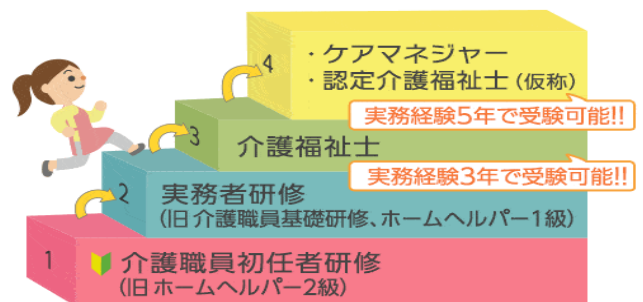 4
・ケアマネジャー
・認定介護福祉士(仮称)
実務経験5年で受験可能!!
3
介護福祉士
実務経験3年で受験可能!!
2
実務者研修
(旧介護職員基礎研修、ホームヘルパー1級)
1
介護職員初任者研修
(旧ホームヘルパー2級)